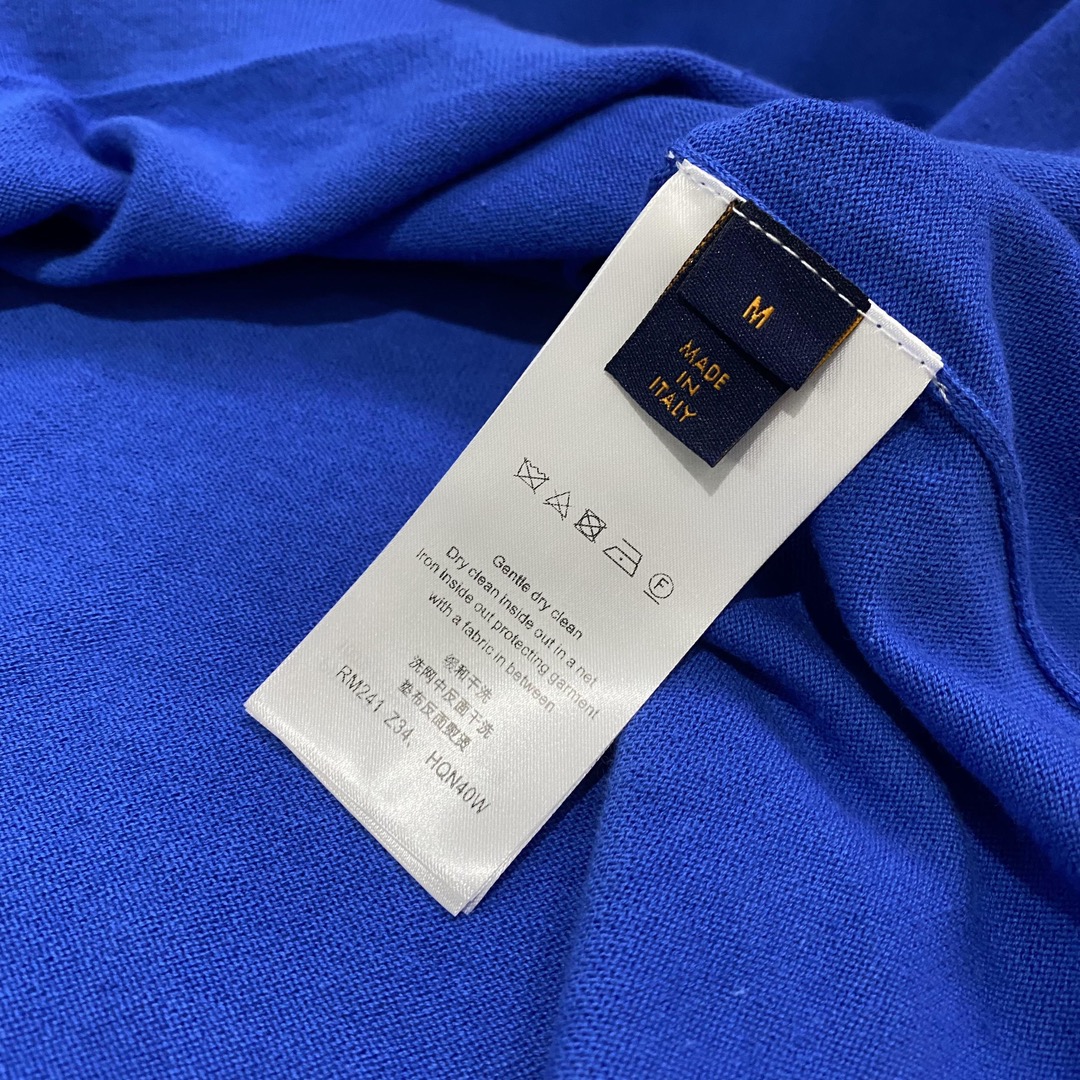 M
MADE
IN
ITALY
F
Gentle dry clean
Dry clean inside out in a net
Iron inside out protecting garment
with a fabric in between
缓和干洗
洗网中反面干洗
垫布反面熨烫
RM241 Z34、 HQN40W